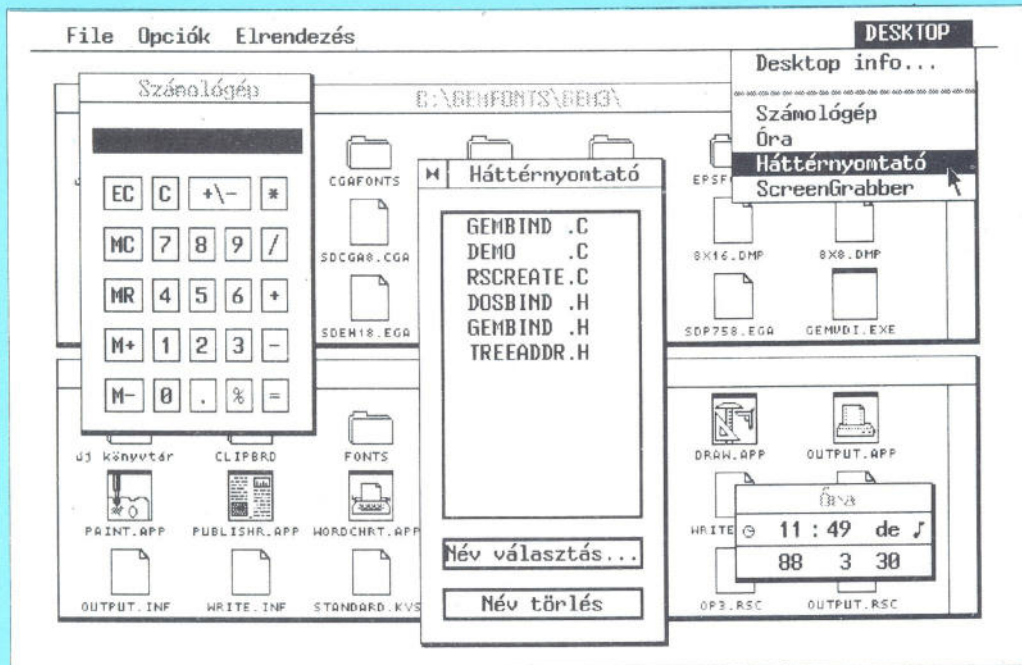 File Opciók Elrendezés DESKTOP
Desktop info...
Számológép
Óra
Háttérnyomtató
ScreenGrabber
Számológép
EC C +\- *
MC 7 8 9 /
MR 4 5 6 +
M+ 1 2 3 -
M- 0 . % =
C:\GEMFONTS\GEM3\
CGAFONTS
SDCGA8.CGA 8X16.DMP 8X8.DMP
SDEH18.EGA SDP758.EGA GEMVDI.EXE
Háttérnyomtató
GEMBIND .C
DEMO .C
RSCREATE.C
DOSBIND .H
GEMBIND .H
TREEADDR.H
Név választás...
Név törlés
új könyvtár CLIPBRD FONTS DRAW.APP OUTPUT.APP
PAINT.APP PUBLISHR.APP WORDCHRT.APP WRITE
OUTPUT.INF WRITE.INF STANDARD.KVS OP3.RSC OUTPUT.RSC
Óra
11:49 de
88 3 30